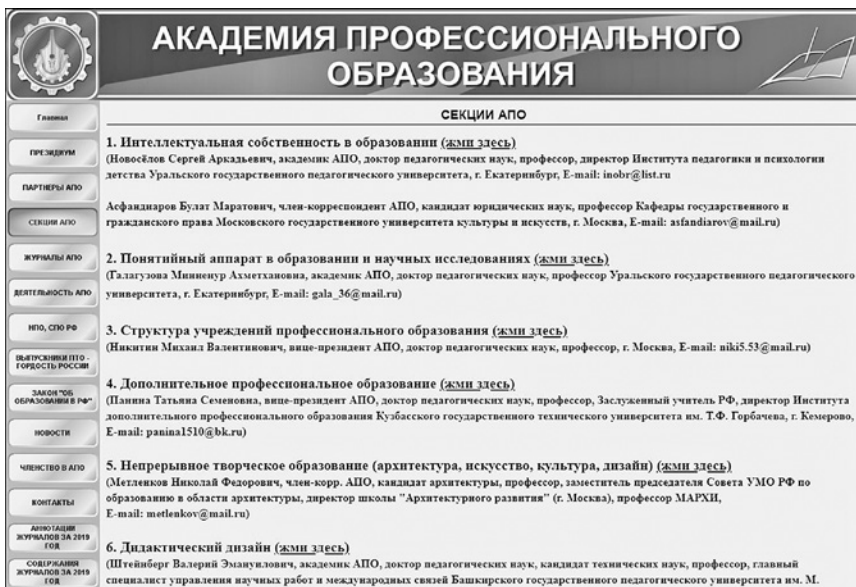 АКАДЕМИЯ ПРОФЕССИОНАЛЬНОГО
ОБРАЗОВАНИЯ
Главная
ПРЕЗИДИУМ
ПАРТНЕРЫ АПО
СЕКЦИИ АПО
ЖУРНАЛЫ АПО
ДЕЯТЕЛЬНОСТЬ АПО
НПО, СПО РФ
ВЫПУСКНИКИ ПТО -
ГОРДОСТЬ РОССИИ
ЗАКОН "ОБ
ОБРАЗОВАНИИ В РФ"
НОВОСТИ
ЧЛЕНСТВО В АПО
КОНТАКТЫ
АННОТАЦИИ
ЖУРНАЛОВ ЗА 2019
ГОД
СОДЕРЖАНИЯ
ЖУРНАЛОВ ЗА 2019
ГОД
СЕКЦИИ АПО
1. Интеллектуальная собственность в образовании (жми здесь)
(Новосёлов Сергей Аркадьевич, академик АПО, доктор педагогических наук, профессор, директор Института педагогики и психологии
детства Уральского государственного педагогического университета, г. Екатеринбург, E-mail: inobr@list.ru
Асфандиаров Булат Маратович, член-корреспондент АПО, кандидат юридических наук, профессор Кафедры государственного и
гражданского права Московского государственного университета культуры и искусств, г. Москва, E-mail: asfandiarov@mail.ru)
2. Понятийный аппарат в образовании и научных исследованиях (жми здесь)
(Галагузова Минненур Ахметхановна, академик АПО, доктор педагогических наук, профессор Уральского государственного педагогического
университета, г. Екатеринбург, E-mail: gala_36@mail.ru)
3. Структура учреждений профессионального образования (жми здесь)
(Никитин Михаил Валентинович, вице-президент АПО, доктор педагогических наук, профессор, г. Москва, E-mail: niki5.53@mail.ru)
4. Дополнительное профессиональное образование (жми здесь)
(Панина Татьяна Семеновна, вице-президент АПО, доктор педагогических наук, профессор, Заслуженный учитель РФ, директор Института
дополнительного профессионального образования Кузбасского государственного технического университета им. Т.Ф. Горбачева, г. Кемерово,
E-mail: panina1510@bk.ru)
5. Непрерывное творческое образование (архитектура, искусство, культура, дизайн) (жми здесь)
(Метленков Николай Федорович, член-корр. АПО, кандидат архитектуры, профессор, заместитель председателя Совета УМО РФ по
образованию в области архитектуры, директор школы "Архитектурного развития" (г. Москва), профессор МАРХИ,
E-mail: metlenkov@mail.ru)
6. Дидактический дизайн (жми здесь)
(Штейнберг Валерий Эмануилович, академик АПО, доктор педагогических наук, кандидат технических наук, профессор, главный
специалист управления научных работ и международных связей Башкирского государственного педагогического университета им. М.